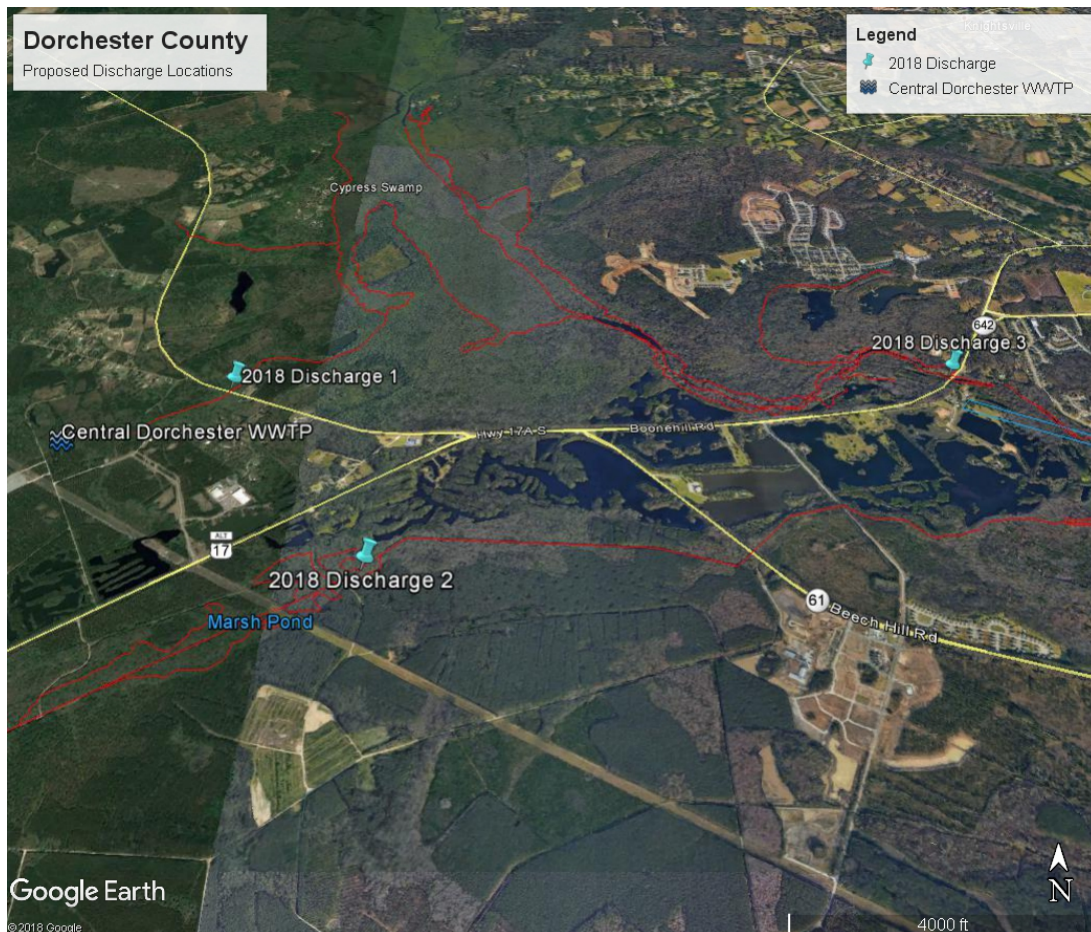 Dorchester County
Proposed Discharge Locations
Legend
Knightsville
2018 Discharge
Central Dorchester WWTP
Cypress Swamp
642
2018 Discharge 3
2018 Discharge 1
Central Dorchester WWTP
Hwy 17A S
Boonehill Rd
ALT
17
2018 Discharge 2
61
Beech Hill Rd
Marsh Pond
Google Earth
N
©2018 Google
4000 ft